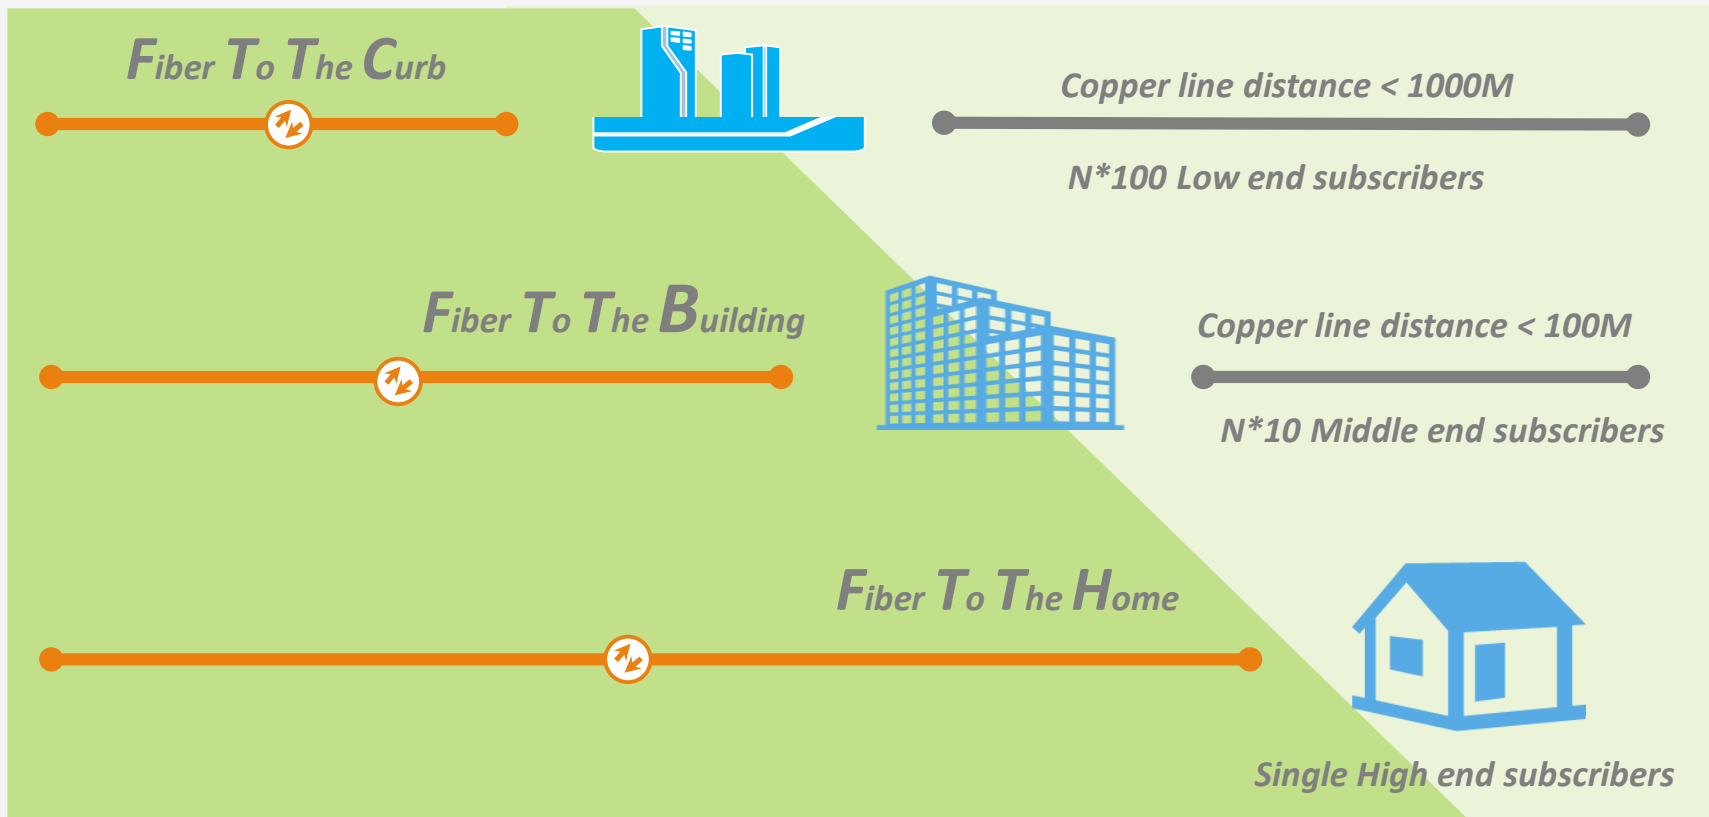 Fiber To The Curb
Copper line distance < 1000M
N*100 Low end subscribers
Fiber To The Building
Copper line distance < 100M
N*10 Middle end subscribers
Fiber To The Home
Single High end subscribers